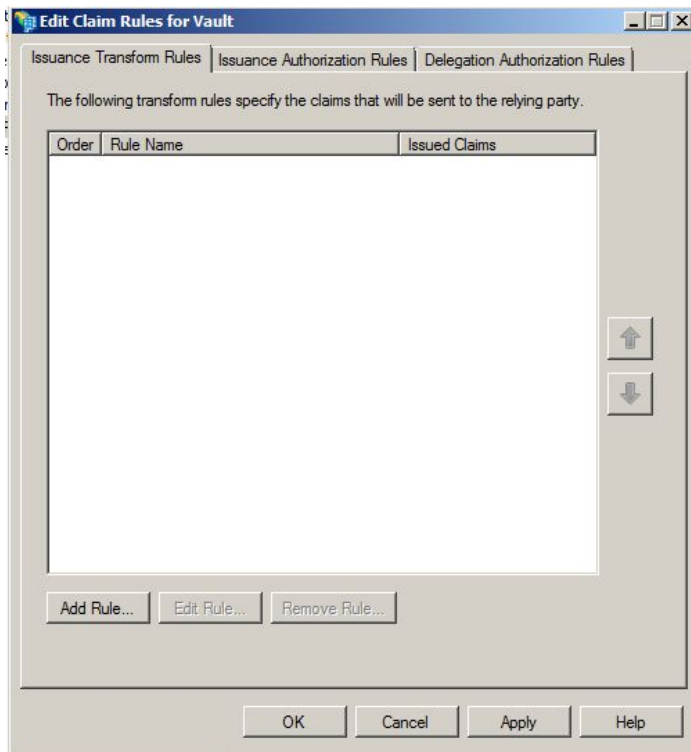 Edit Claim Rules for Vault
Issuance Transform Rules Issuance Authorization Rules Delegation Authorization Rules
The following transform rules specify the claims that will be sent to the relying party.
Order Rule Name Issued Claims
Add Rule... Edit Rule... Remove Rule...
OK Cancel Apply Help